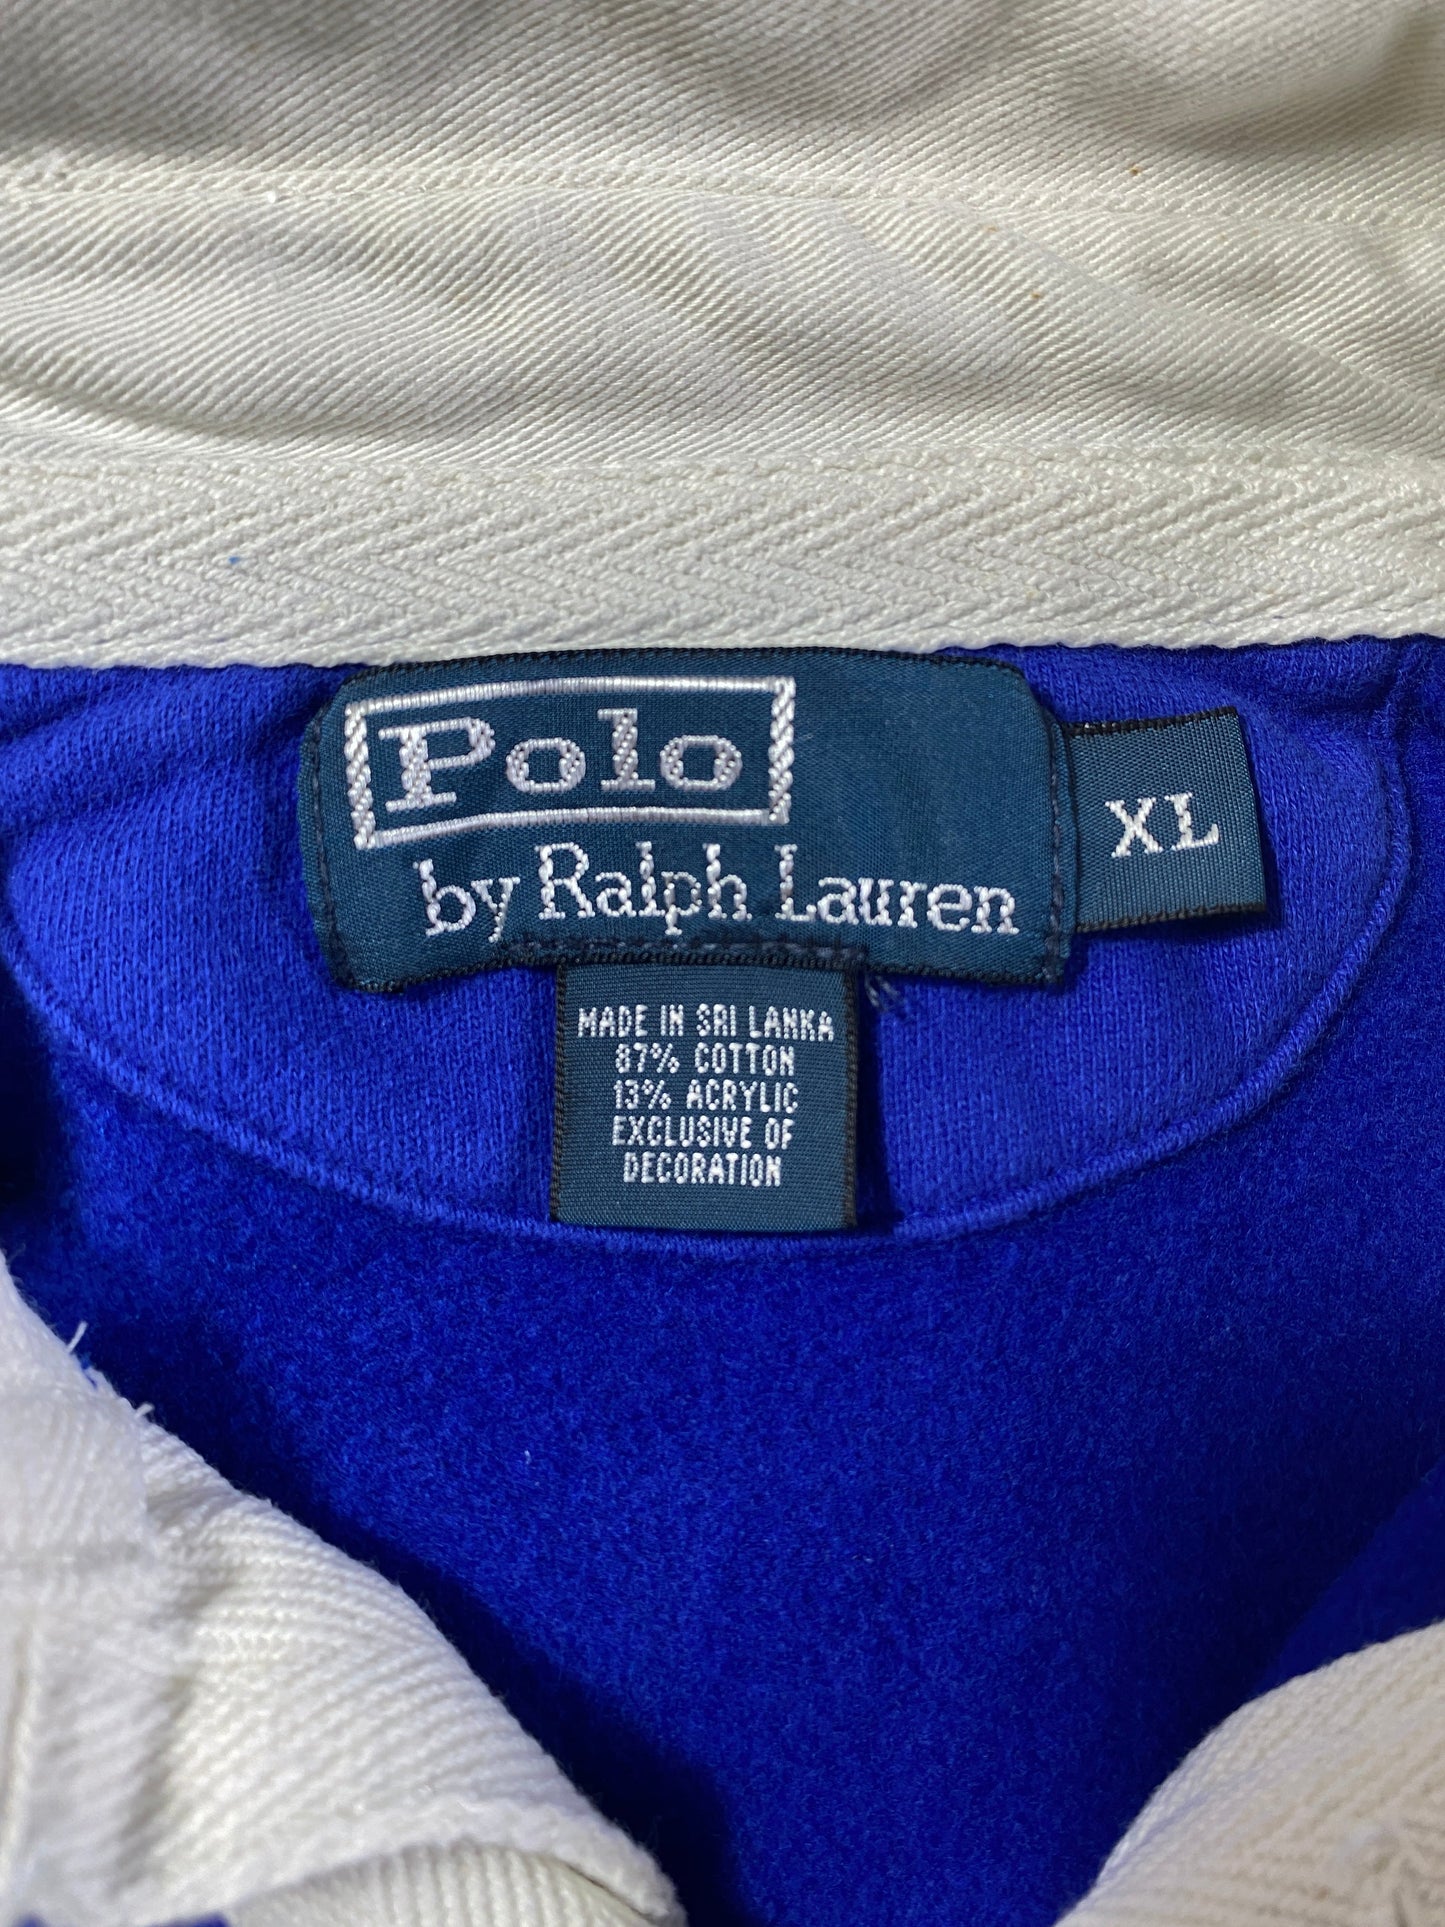 Polo
by Ralph Lauren
XL
MADE IN SRI LANKA
87% COTTON
13% ACRYLIC
EXCLUSIVE OF
DECORATION